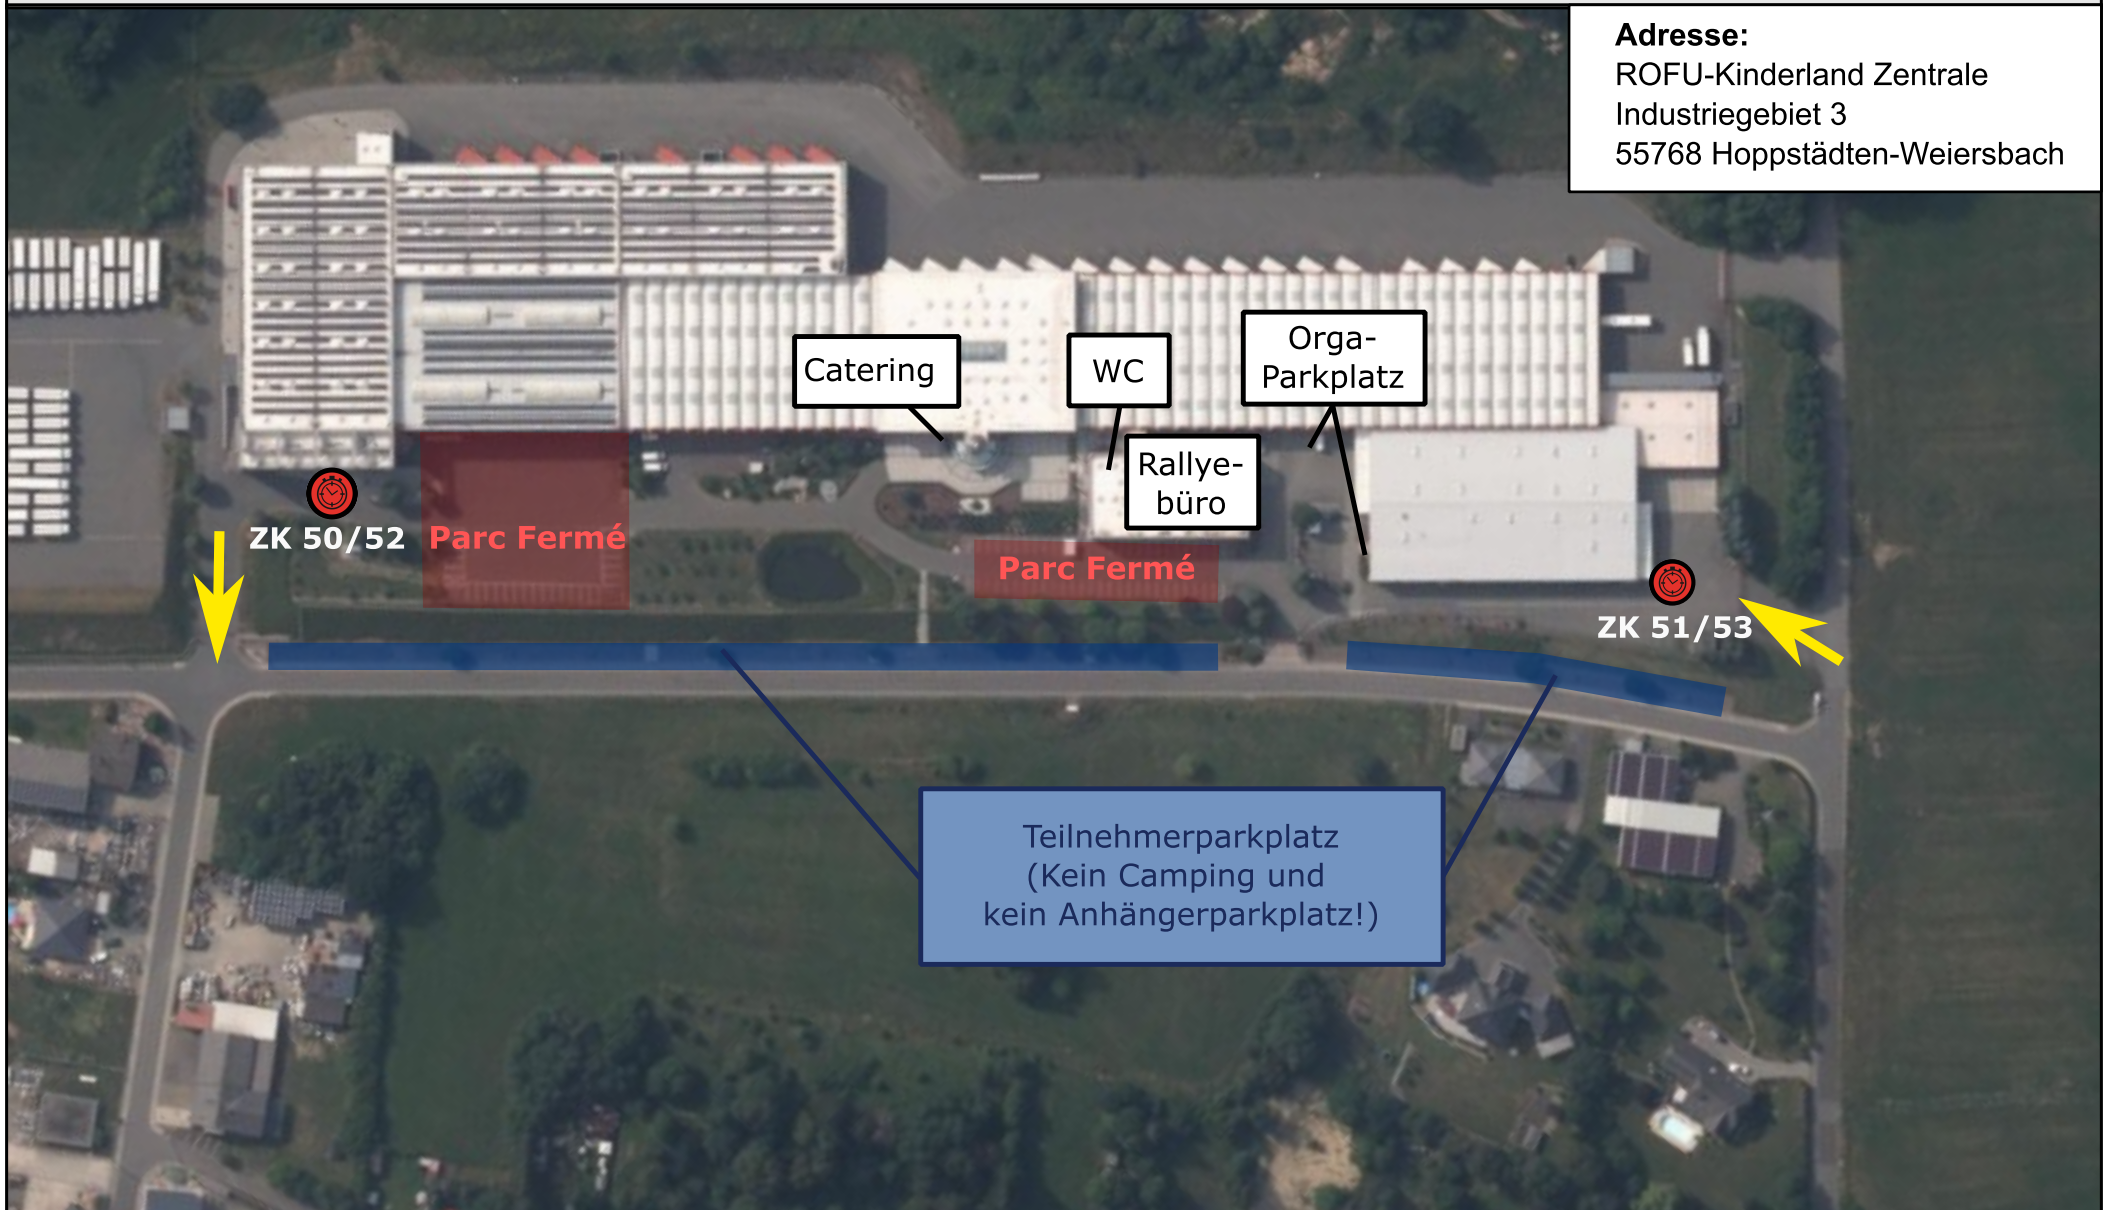 Adresse:
ROFU-Kinderland Zentrale
Industriegebiet 3
55768 Hoppstädten-Weiersbach
Orga-
Parkplatz
Catering
WC
Rallye-
büro
ZK 50/52
Parc Fermé
Parc Fermé
ZK 51/53
Teilnehmerparkplatz
(Kein Camping und
kein Anhängerparkplatz!)